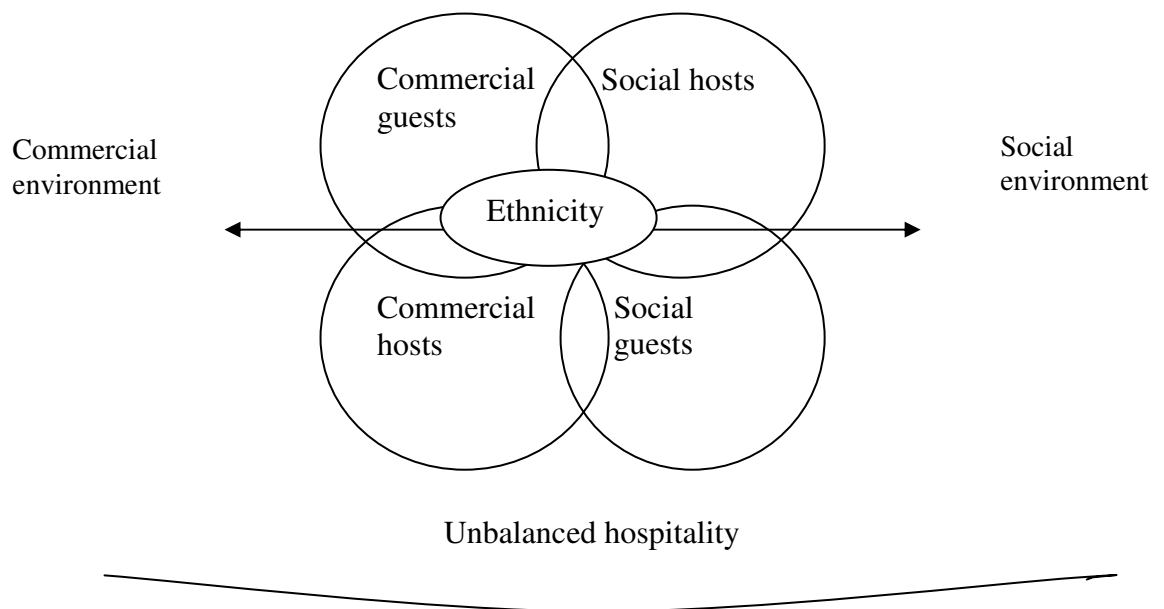 Commercial
guests
Social hosts
Commercial
environment
Social
environment
Ethnicity
Commercial
hosts
Social
guests
Unbalanced hospitality